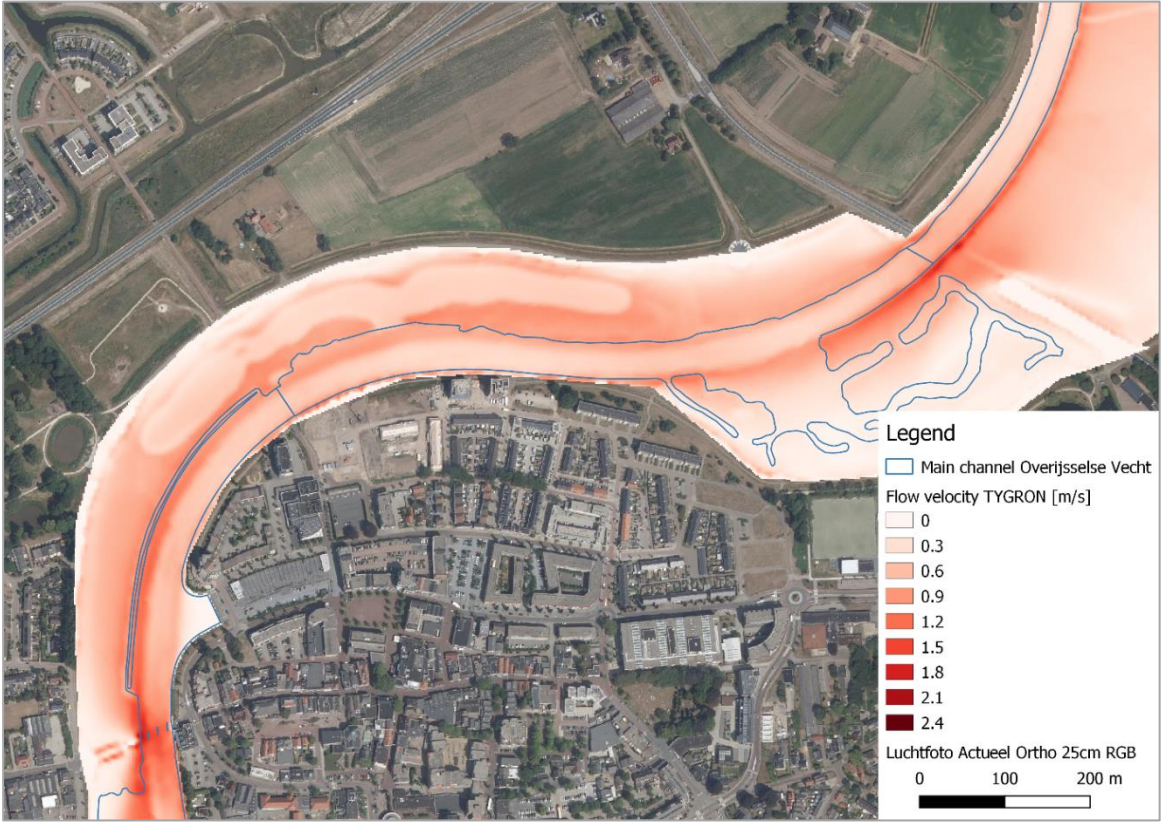 Legend
Main channel Overijsselse Vecht
Flow velocity TYGRON [m/s]
0
0.3
0.6
0.9
1.2
1.5
1.8
2.1
2.4
Luchtfoto Actueel Ortho 25cm RGB
0 100 200 m